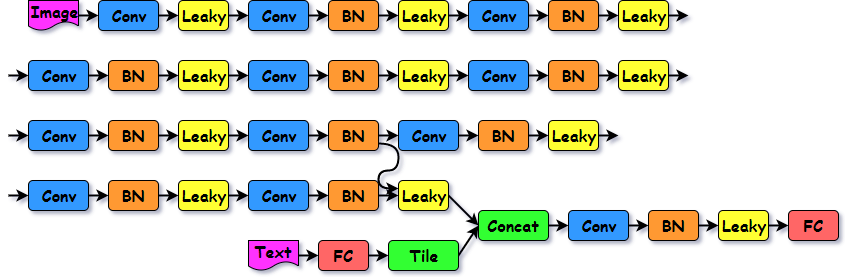 Image Conv Leaky Conv BN Leaky Conv BN Leaky
Conv BN Leaky Conv BN Leaky Conv BN Leaky
Conv BN Leaky Conv BN Conv BN Leaky
Conv BN Leaky Conv BN Leaky
Concat Conv BN Leaky FC
Text FC Tile